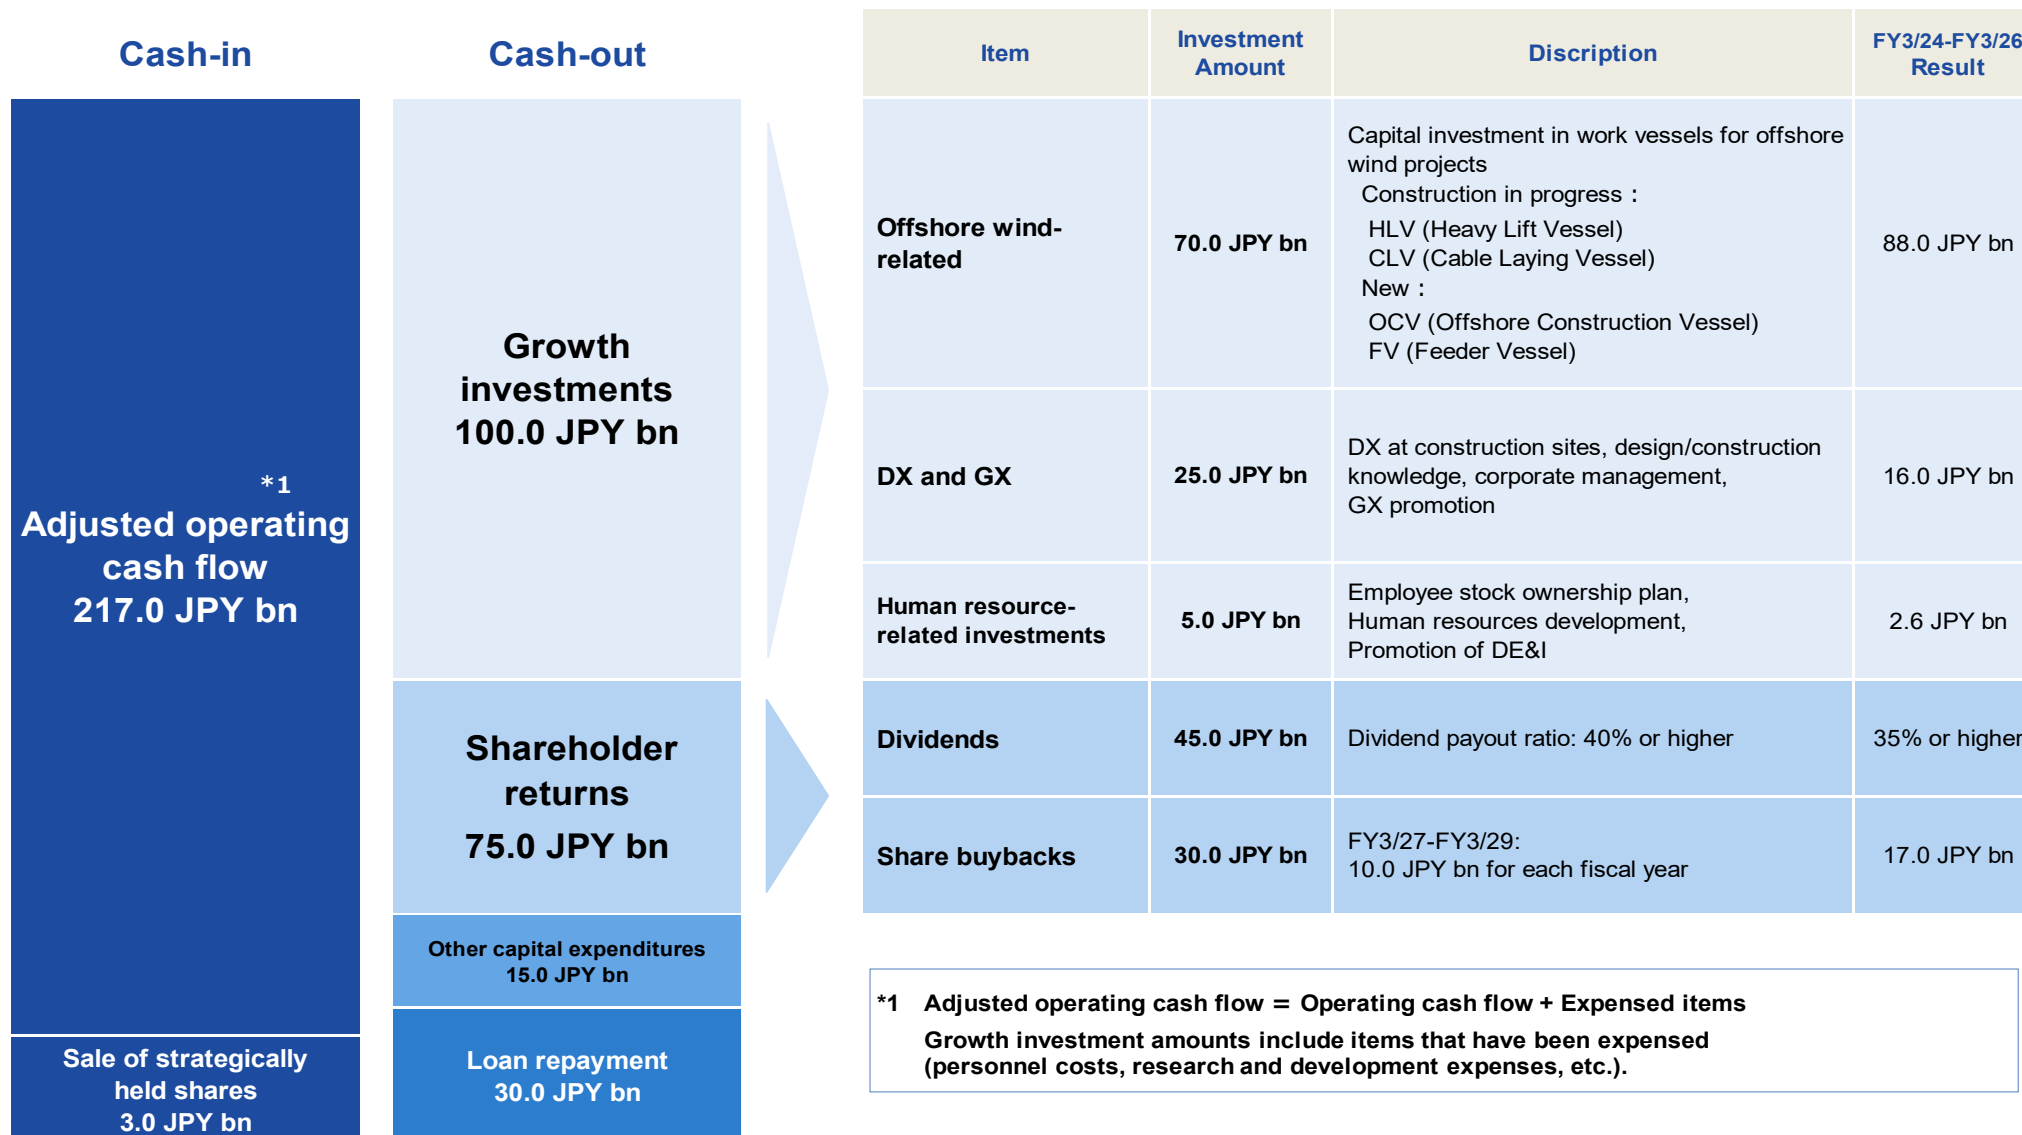 Cash-in
*1
Adjusted operating
cash flow
217.0 JPY bn
Sale of strategically
held shares
3.0 JPY bn
Cash-out
Growth
investments
100.0 JPY bn
Shareholder
returns
75.0 JPY bn
Other capital expenditures
15.0 JPY bn
Loan repayment
30.0 JPY bn
Item
Investment
Amount
Discription
FY3/24-FY3/26
Result
Offshore wind-
related
70.0 JPY bn
Capital investment in work vessels for offshore
wind projects
Construction in progress：
HLV (Heavy Lift Vessel)
CLV (Cable Laying Vessel)
New：
OCV (Offshore Construction Vessel)
FV (Feeder Vessel)
88.0 JPY bn
DX and GX
25.0 JPY bn
DX at construction sites, design/construction
knowledge, corporate management,
GX promotion
16.0 JPY bn
Human resource-
related investments
5.0 JPY bn
Employee stock ownership plan,
Human resources development,
Promotion of DE&I
2.6 JPY bn
Dividends
45.0 JPY bn
Dividend payout ratio: 40% or higher
35% or higher
Share buybacks
30.0 JPY bn
FY3/27-FY3/29:
10.0 JPY bn for each fiscal year
17.0 JPY bn
*1 Adjusted operating cash flow＝Operating cash flow + Expensed items
Growth investment amounts include items that have been expensed
(personnel costs, research and development expenses, etc.).